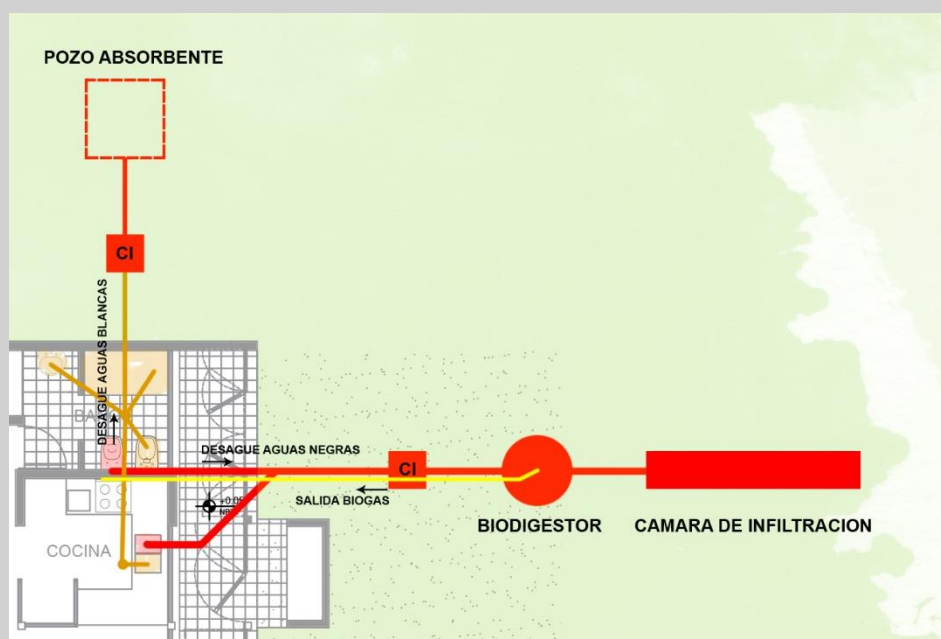 POZO ABSORBENTE
CI
DESAGUE AGUAS BLANCAS
DESAGUE AGUAS NEGRAS
CI
SALIDA BIOGAS
BIODIGESTOR
CAMARA DE INFILTRACION
COCINA